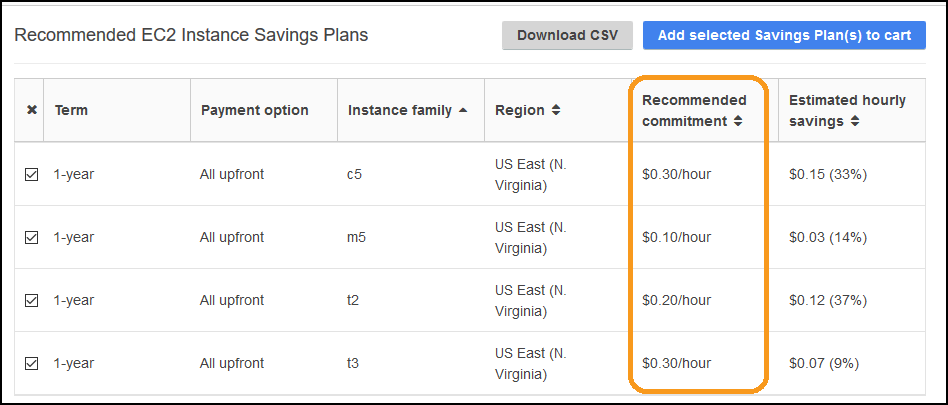 Recommended EC2 Instance Savings Plans
Download CSV
Add selected Savings Plan(s) to cart
Term
Payment option
Instance family
Region
Recommended
commitment
Estimated hourly
savings
1-year
All upfront
c5
US East (N.
Virginia)
$0.30/hour
$0.15 (33%)
1-year
All upfront
m5
US East (N.
Virginia)
$0.10/hour
$0.03 (14%)
1-year
All upfront
t2
US East (N.
Virginia)
$0.20/hour
$0.12 (37%)
1-year
All upfront
t3
US East (N.
Virginia)
$0.30/hour
$0.07 (9%)